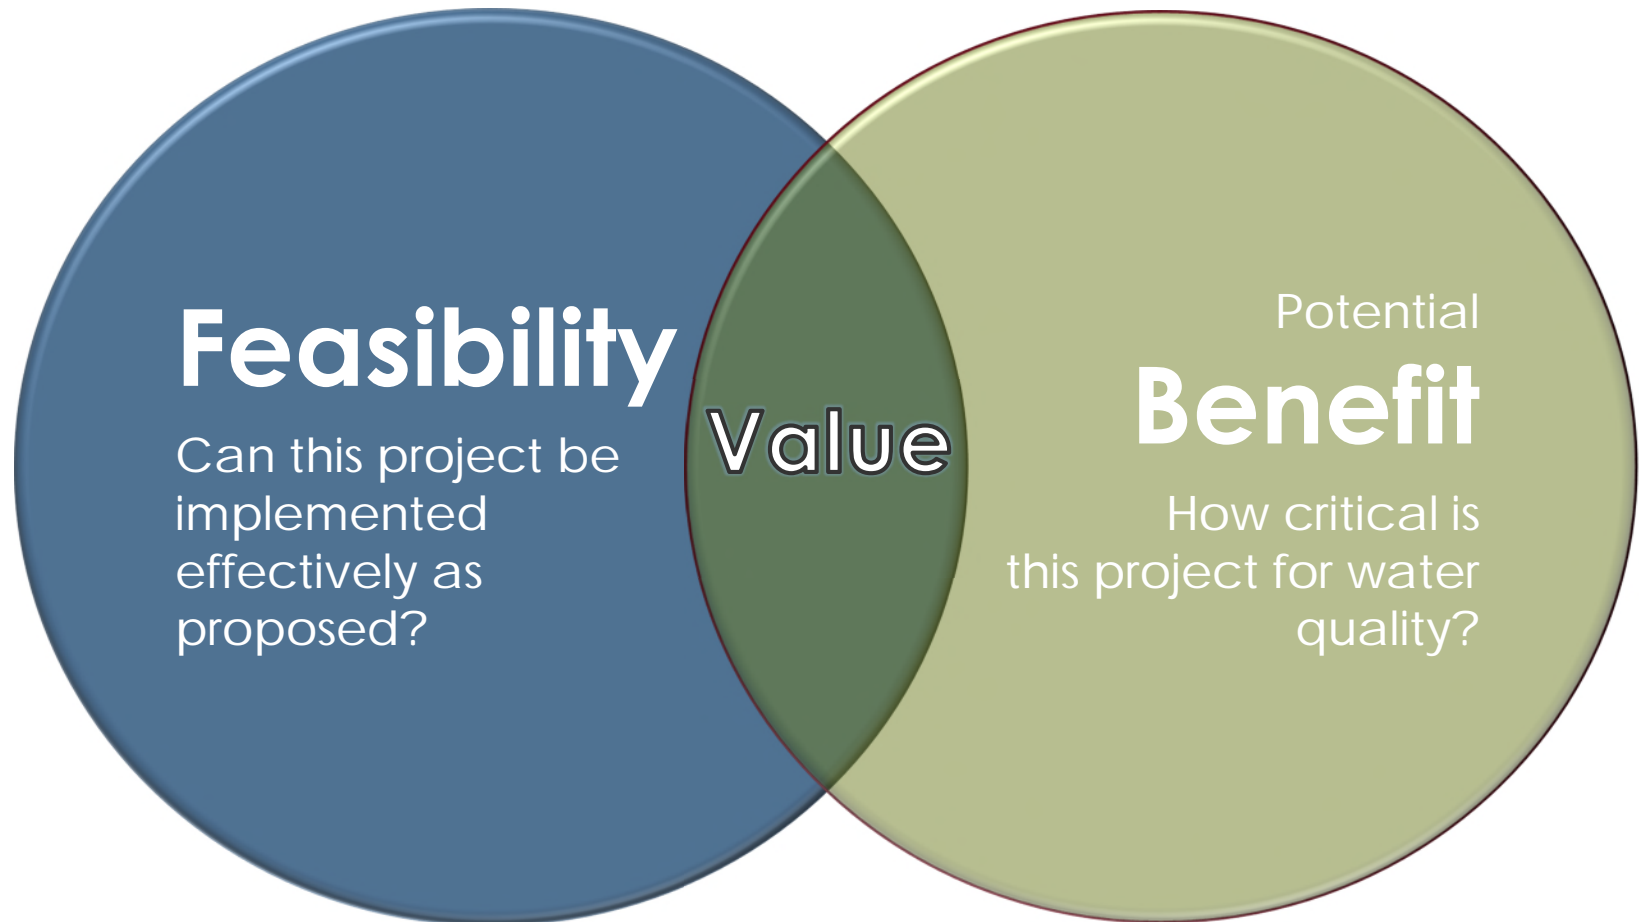 Feasibility
Can this project be
implemented
effectively as
proposed?
Value
Potential
Benefit
How critical is
this project for water
quality?